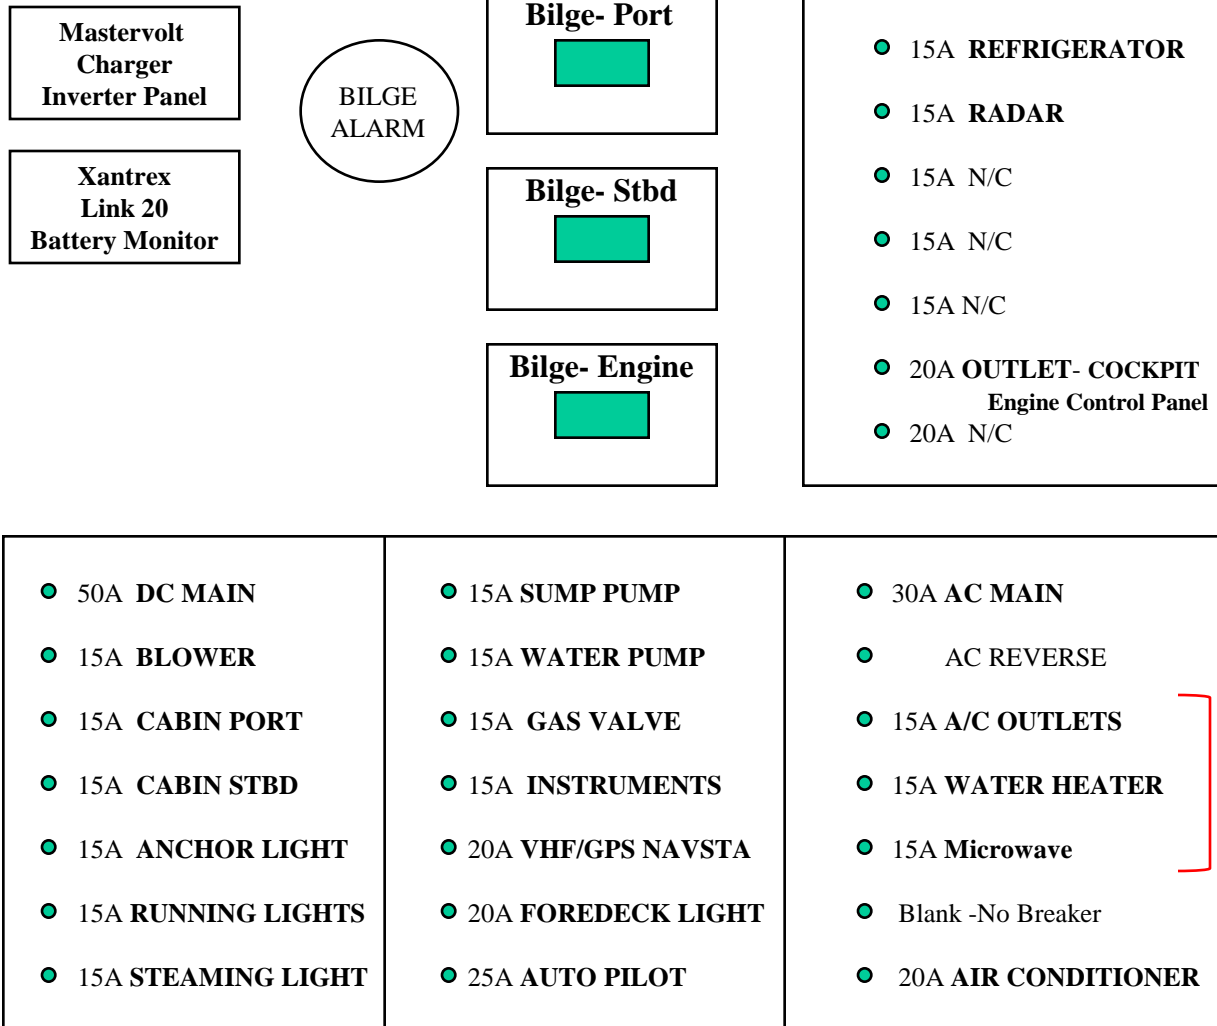 Mastervolt
Charger
Inverter Panel
Xantrex
Link 20
Battery Monitor
BILGE
ALARM
Bilge- Port
Bilge- Stbd
Bilge- Engine
15A REFRIGERATOR
15A RADAR
15A N/C
15A N/C
15A N/C
20A OUTLET- COCKPIT
Engine Control Panel
20A N/C
50A DC MAIN
15A BLOWER
15A CABIN PORT
15A CABIN STBD
15A ANCHOR LIGHT
15A RUNNING LIGHTS
15A STEAMING LIGHT
15A SUMP PUMP
15A WATER PUMP
15A GAS VALVE
15A INSTRUMENTS
20A VHF/GPS NAVSTA
20A FOREDECK LIGHT
25A AUTO PILOT
30A AC MAIN
AC REVERSE
15A A/C OUTLETS
15A WATER HEATER
15A Microwave
Blank -No Breaker
20A AIR CONDITIONER